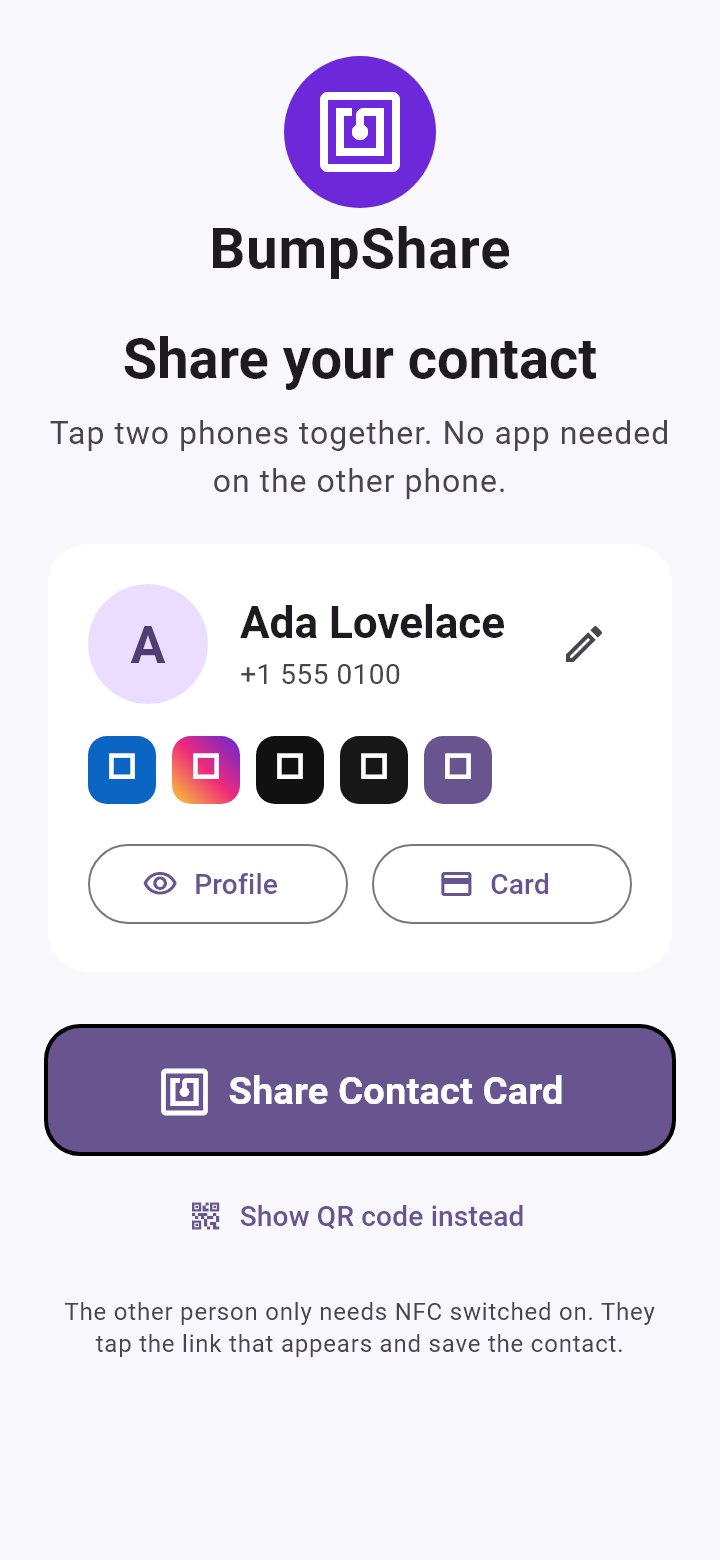 BumpShare
Share your contact
Tap two phones together. No app needed
on the other phone.
A
Ada Lovelace
+1 555 0100
Profile
Card
Share Contact Card
Show QR code instead
The other person only needs NFC switched on. They
tap the link that appears and save the contact.